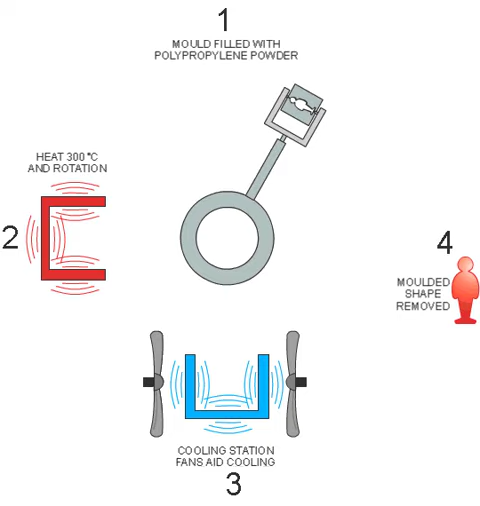 1
MOULD FILLED WITH
POLYPROPYLENE POWDER
HEAT 300 °C
AND ROTATION
2
4
MOULDED
SHAPE
REMOVED
COOLING STATION
FANS AID COOLING
3